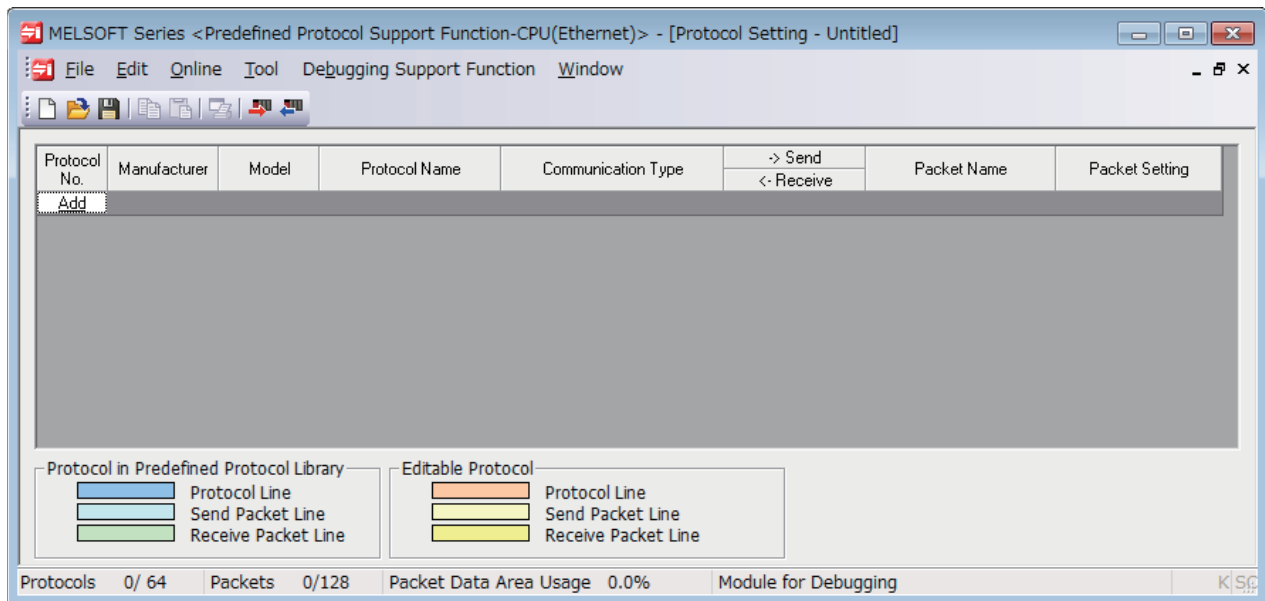 MELSOFT Series <Predefined Protocol Support Function-CPU(Ethernet)> - [Protocol Setting - Untitled]
File Edit Online Tool Debugging Support Function Window
Protocol No. Manufacturer Model Protocol Name Communication Type -> Send <- Receive Packet Name Packet Setting
Add
Protocol in Predefined Protocol Library
Protocol Line
Send Packet Line
Receive Packet Line
Editable Protocol
Protocol Line
Send Packet Line
Receive Packet Line
Protocols 0/ 64 Packets 0/128 Packet Data Area Usage 0.0% Module for Debugging